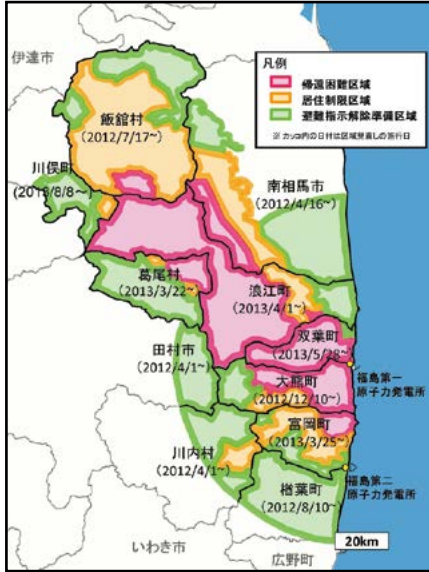 伊達市
凡例
帰還困難区域
居住制限区域
避難指示解除準備区域
※ カッコ内の日付は区域見直しの施行日
飯舘村
(2012/7/17~)
川俣町
(2013/8/8~)
南相馬市
(2012/4/16~)
葛尾村
(2013/3/22~)
浪江町
(2013/4/1~)
双葉町
(2013/5/28~
田村市
(2012/4/1~)
福島第一
原子力発電所
大熊町
(2012/12/10~)
富岡町
(2013/3/25~)
川内村
(2012/4/1~)
福島第二
原子力発電所
楢葉町
(2012/8/10~)
20km
いわき市
広野町